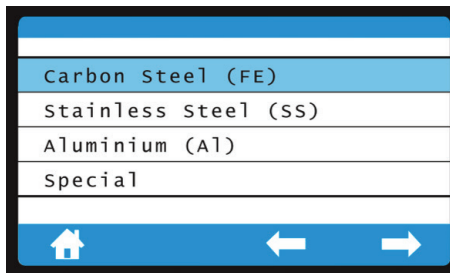 Carbon Steel (FE)
Stainless Steel (SS)
Aluminium (Al)
Special